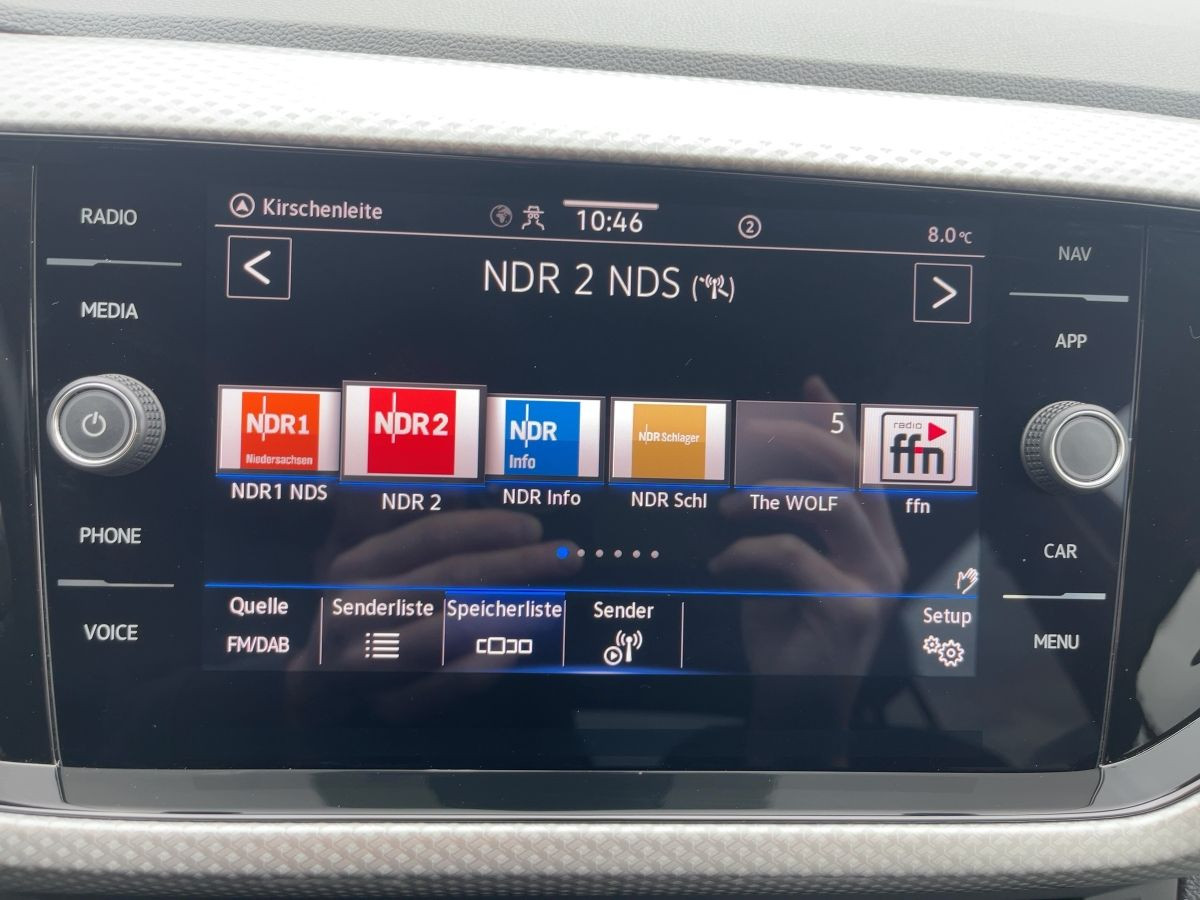 RADIO
MEDIA
PHONE
VOICE
Kirschenleite
10:46
2
8.0°C
<
NDR 2 NDS
>
NDR1
Niedersachsen
NDR1 NDS
NDR2
NDR 2
NDR
Info
NDR Info
NDR Schlager
NDR Schl
5
The WOLF
radio
ffn
ffn
Quelle
FM/DAB
Senderliste
Speicherliste
Sender
Setup
NAV
APP
CAR
MENU